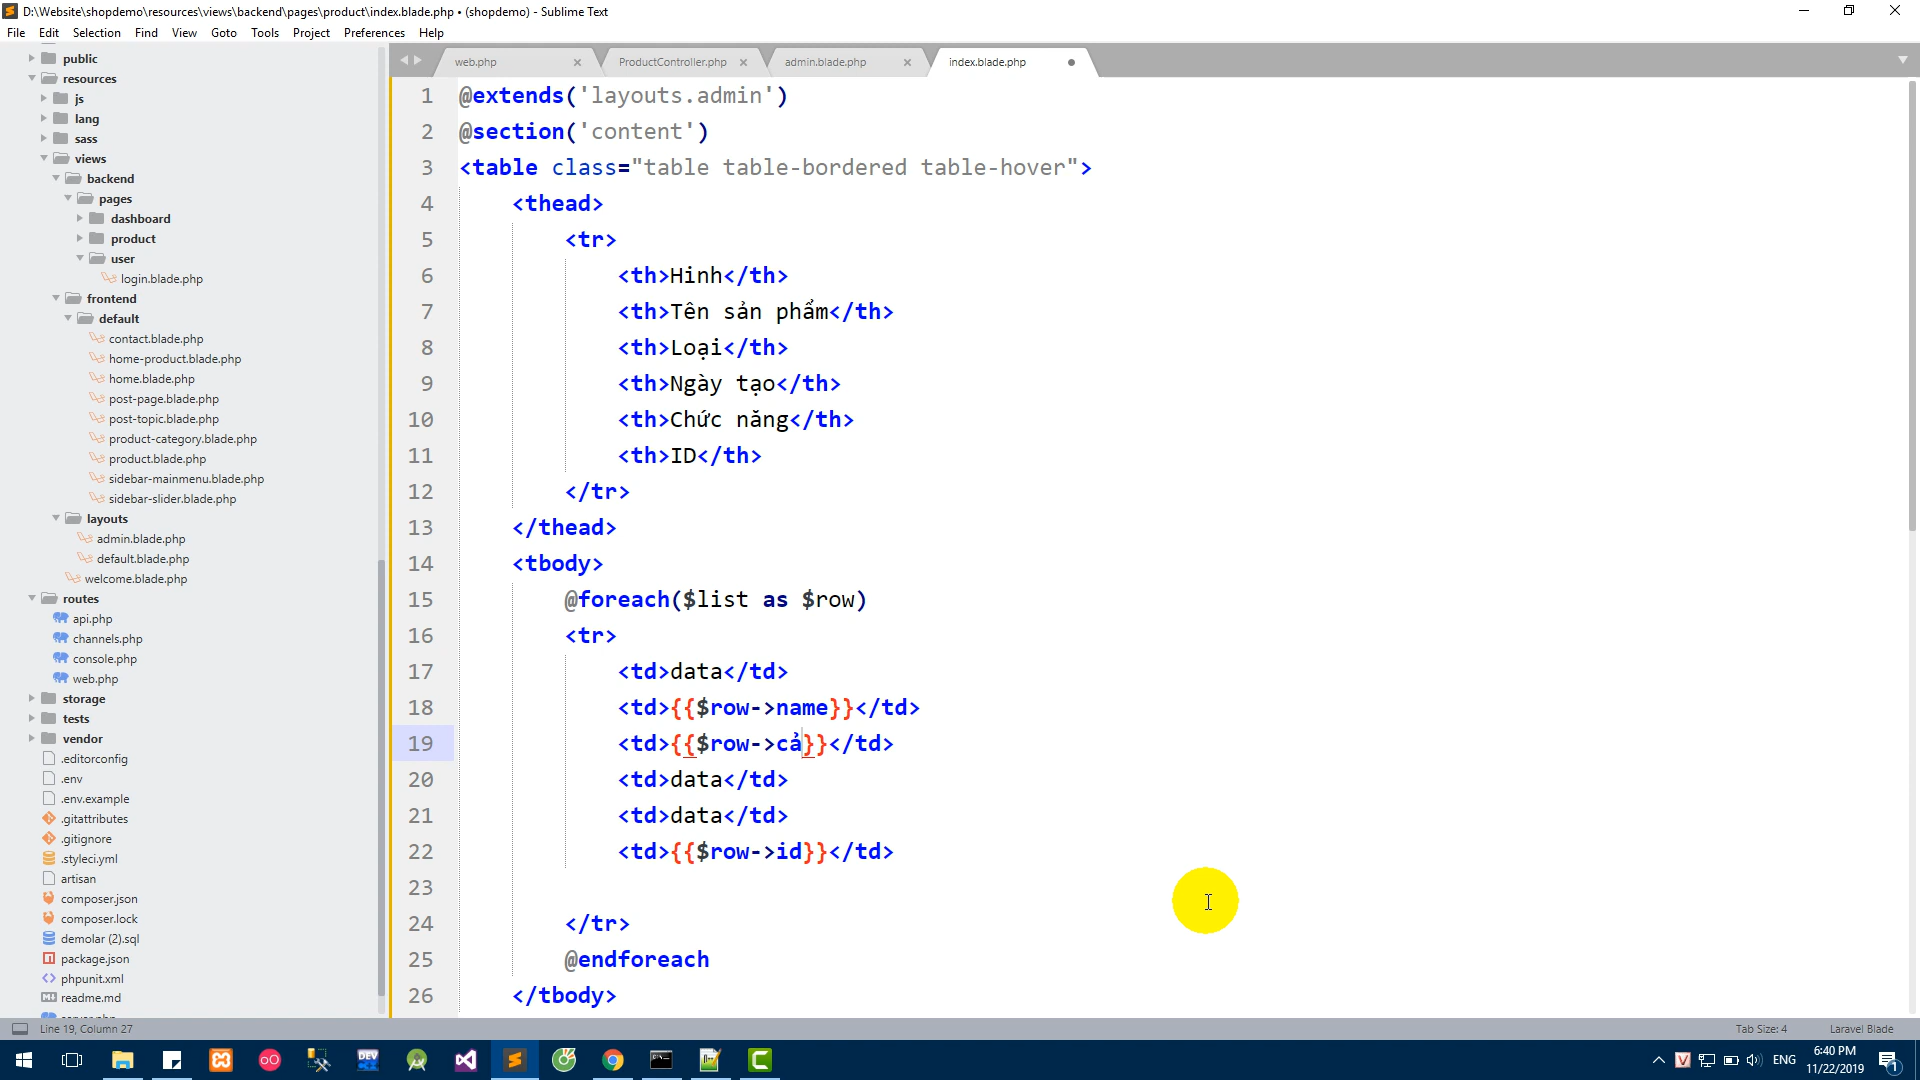 D:\Website\shopdemo\resources\views\backend\pages\product\index.blade.php • (shopdemo) - Sublime Text
File Edit Selection Find View Goto Tools Project Preferences Help
public
resources
js
lang
sass
views
backend
pages
dashboard
product
user
login.blade.php
frontend
default
contact.blade.php
home-product.blade.php
home.blade.php
post-page.blade.php
post-topic.blade.php
product-category.blade.php
product.blade.php
sidebar-mainmenu.blade.php
sidebar-slider.blade.php
layouts
admin.blade.php
default.blade.php
welcome.blade.php
routes
api.php
channels.php
console.php
web.php
storage
tests
vendor
.editorconfig
.env
.env.example
.gitattributes
.gitignore
.styleci.yml
artisan
composer.json
composer.lock
demolar (2).sql
package.json
phpunit.xml
readme.md
web.php ProductController.php admin.blade.php index.blade.php
1 @extends('layouts.admin')
2 @section('content')
3 <table class="table table-bordered table-hover">
4 <thead>
5 <tr>
6 <th>Hinh</th>
7 <th>Tên sản phẩm</th>
8 <th>Loại</th>
9 <th>Ngày tạo</th>
10 <th>Chức năng</th>
11 <th>ID</th>
12 </tr>
13 </thead>
14 <tbody>
15 @foreach($list as $row)
16 <tr>
17 <td>data</td>
18 <td>{{$row->name}}</td>
19 <td>{{$row->cả}}</td>
20 <td>data</td>
21 <td>data</td>
22 <td>{{$row->id}}</td>
23
24 </tr>
25 @endforeach
26 </tbody>
Line 19, Column 27 Tab Size: 4 Laravel Blade
DEV
V
ENG
6:40 PM
11/22/2019
1